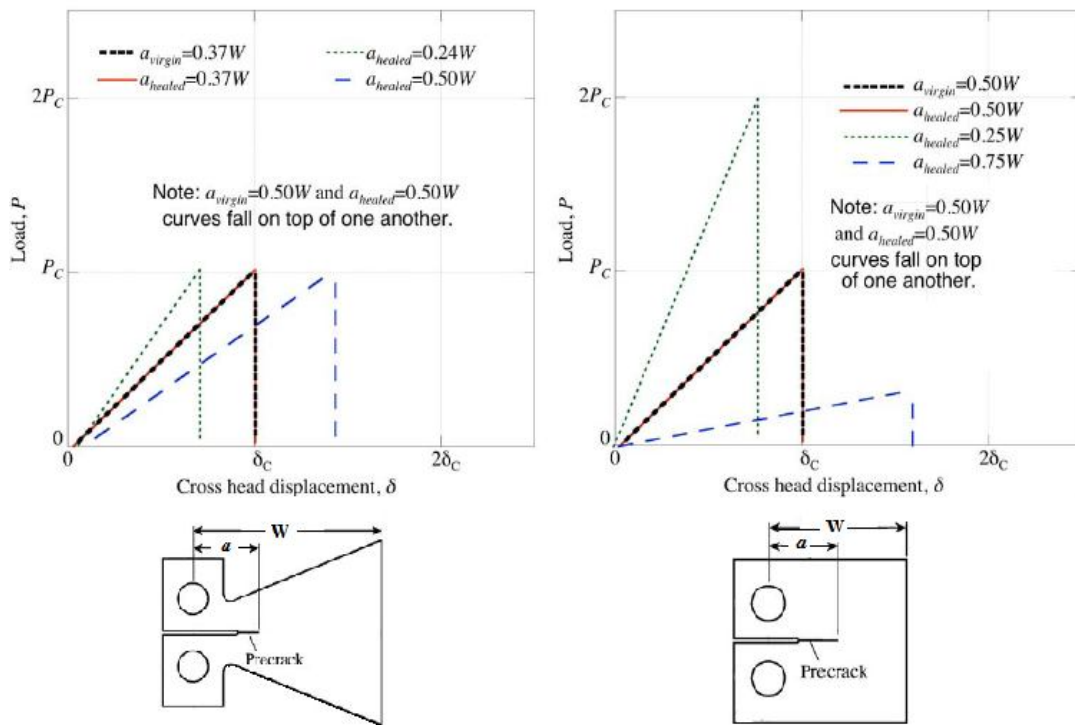 a_virgin=0.37W
a_healed=0.37W
a_healed=0.24W
a_healed=0.50W
2P_C
Note: a_virgin=0.50W and a_healed=0.50W
curves fall on top of one another.
Load, P
P_C
0
0
δ_C
2δ_C
Cross head displacement, δ
W
a
Precrack
a_virgin=0.50W
a_healed=0.50W
a_healed=0.25W
a_healed=0.75W
2P_C
Note: a_virgin=0.50W
and a_healed=0.50W
curves fall on top
of one another.
Load, P
P_C
0
0
δ_C
2δ_C
Cross head displacement, δ
W
a
Precrack